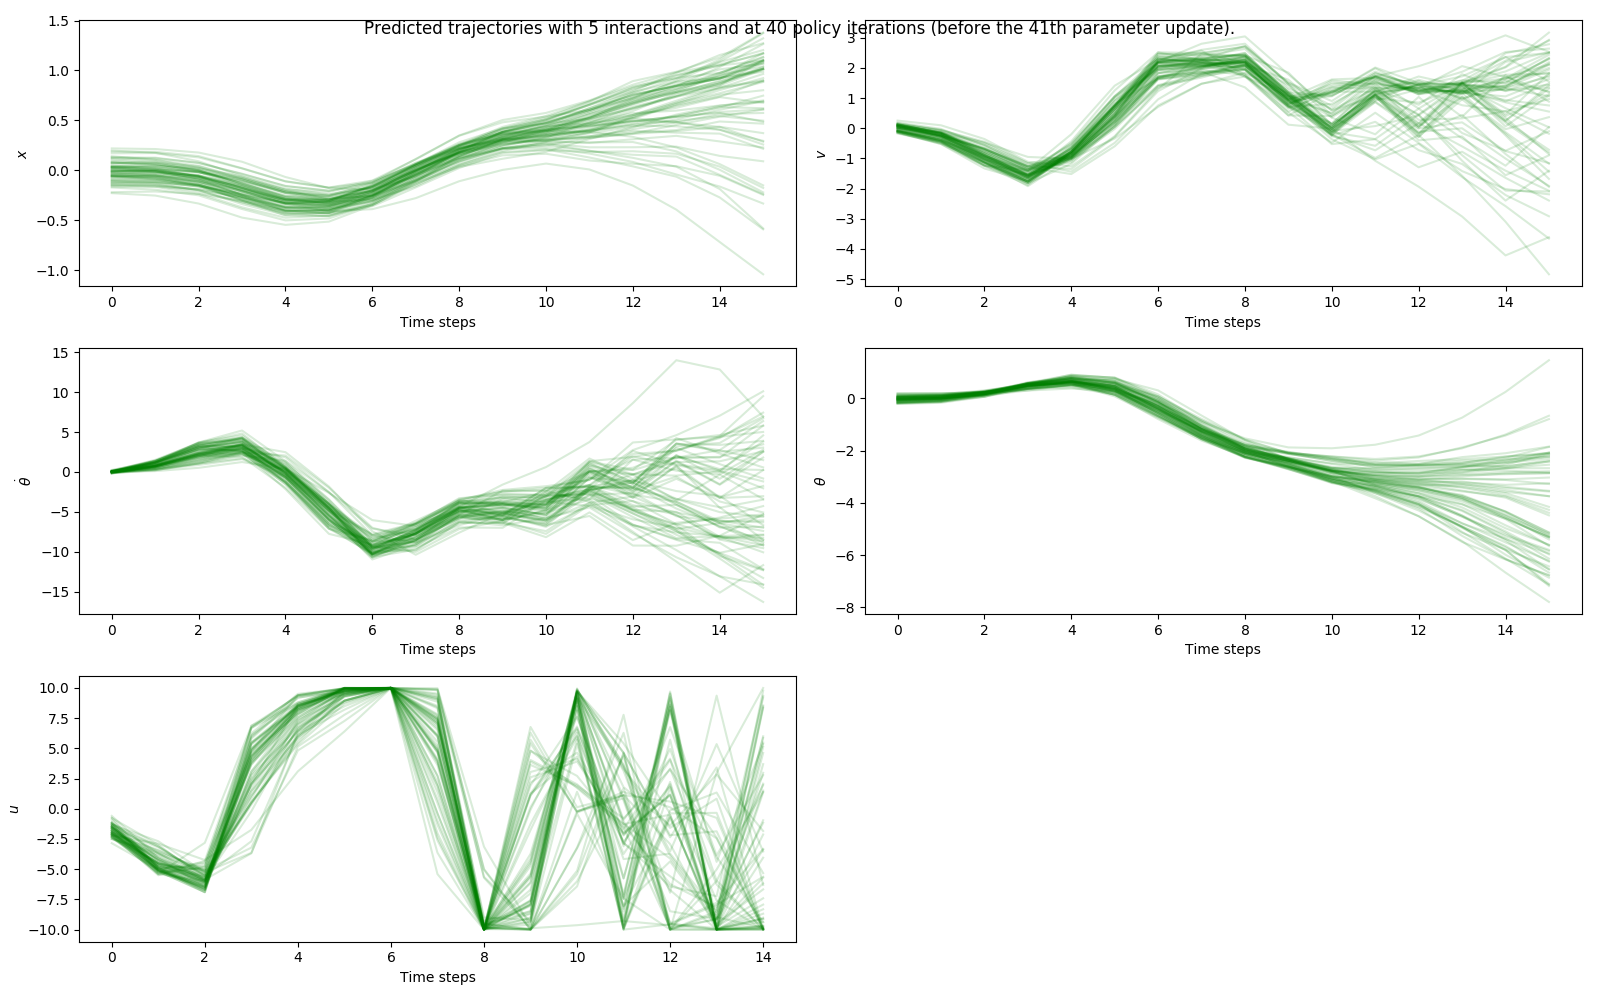 Predicted trajectories with 5 interactions and at 40 policy iterations (before the 41th parameter update).
1.5
1.0
0.5
0.0
−0.5
−1.0
x
0 2 4 6 8 10 12 14
Time steps
3
2
1
0
−1
−2
−3
−4
−5
v
0 2 4 6 8 10 12 14
Time steps
15
10
5
0
−5
−10
−15
θ̇
0 2 4 6 8 10 12 14
Time steps
0
−2
−4
−6
−8
θ
0 2 4 6 8 10 12 14
Time steps
10.0
7.5
5.0
2.5
0.0
−2.5
−5.0
−7.5
−10.0
u
0 2 4 6 8 10 12 14
Time steps